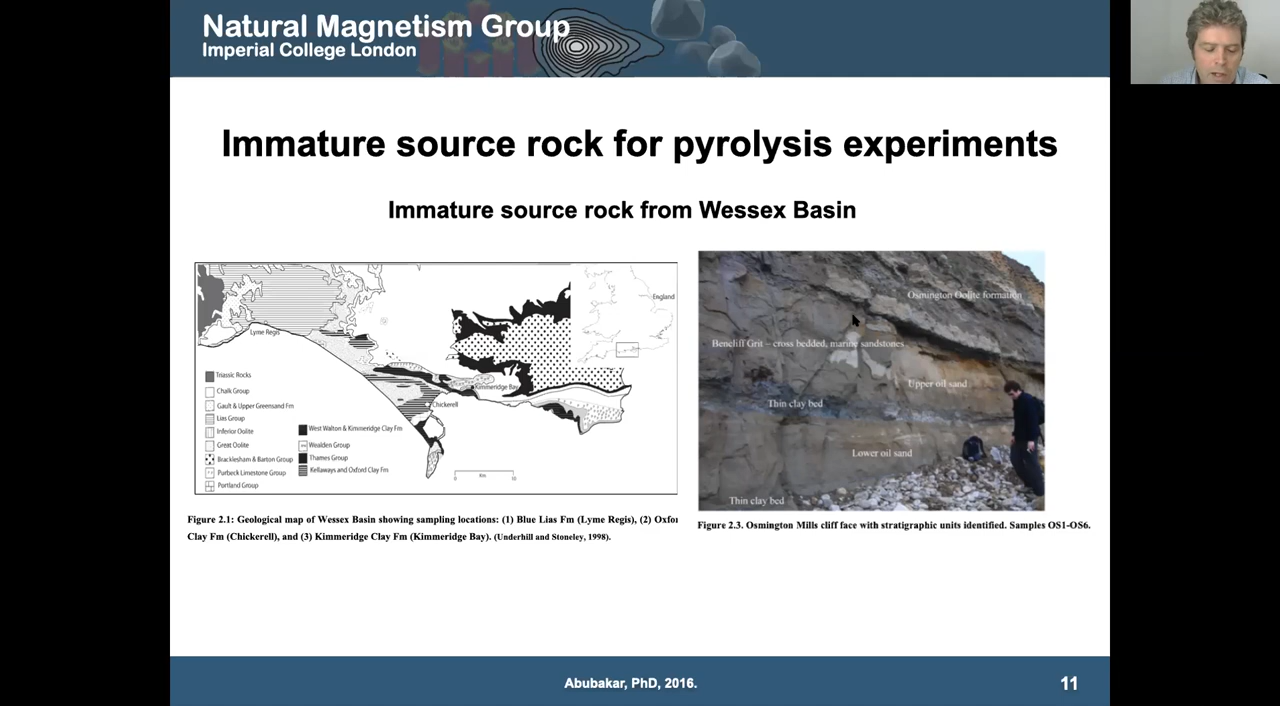 Natural Magnetism Group
Imperial College London
Immature source rock for pyrolysis experiments
Immature source rock from Wessex Basin
England
Lyme Regis
Kimmeridge Bay
Chickerell
Triassic Rocks
Chalk Group
Gault & Upper Greensand Fm
Lias Group
Inferior Oolite
Great Oolite
Bracklesham & Barton Group
Purbeck Limestone Group
Portland Group
West Walton & Kimmeridge Clay Fm
Wealden Group
Thames Group
Kellaways and Oxford Clay Fm
Km
0 10
Figure 2.1: Geological map of Wessex Basin showing sampling locations: (1) Blue Lias Fm (Lyme Regis), (2) Oxfo
Clay Fm (Chickerell), and (3) Kimmeridge Clay Fm (Kimmeridge Bay). (Underhill and Stoneley, 1998).
Osmington Oolite formation
Bencliff Grit – cross bedded, marine sandstones
Upper oil sand
Thin clay bed
Lower oil sand
Thin clay bed
Figure 2.3. Osmington Mills cliff face with stratigraphic units identified. Samples OS1-OS6.
Abubakar, PhD, 2016.
11